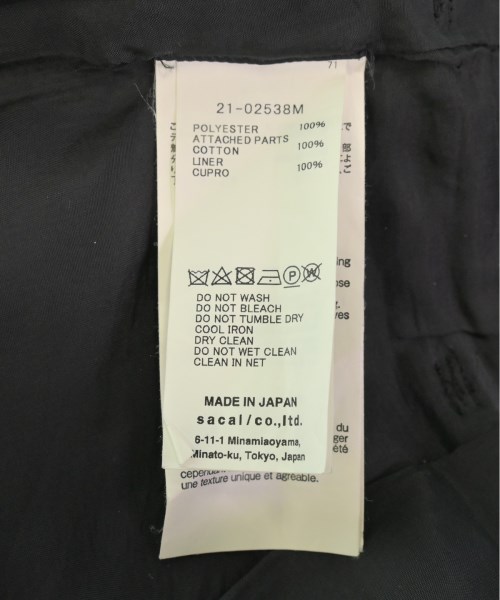 21-02538M
POLYESTER 100%
ATTACHED PARTS
COTTON 100%
LINER
CUPRO 100%
DO NOT WASH
DO NOT BLEACH
DO NOT TUMBLE DRY
COOL IRON
DRY CLEAN
DO NOT WET CLEAN
CLEAN IN NET
MADE IN JAPAN
sacai/co.,ltd.
6-11-1 Minamiaoyama,
Minato-ku, Tokyo, Japan
du
été
une texture unique et agréable.